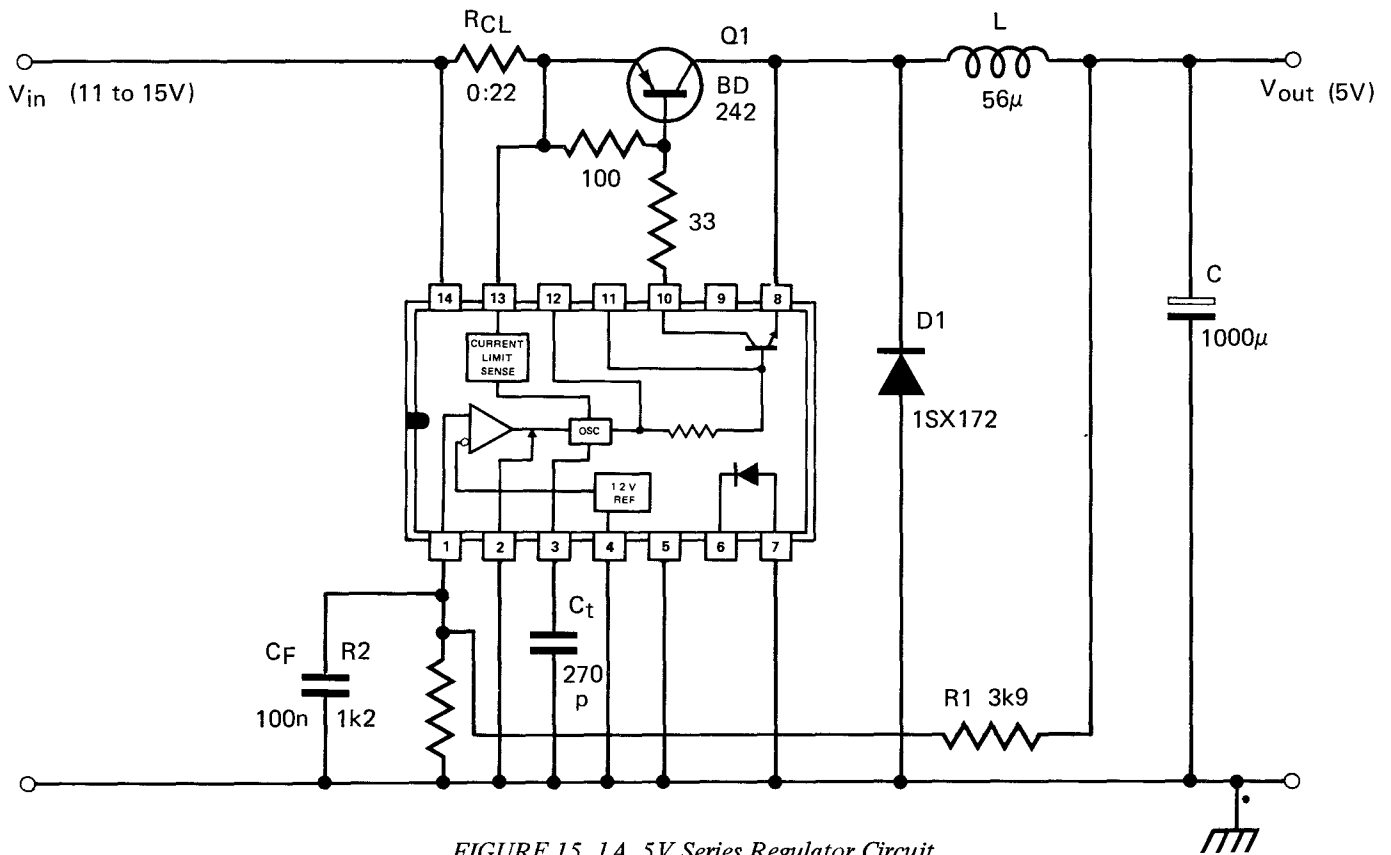 RCL
0:22
Q1
BD
242
L
56μ
Vin (11 to 15V)
Vout (5V)
100
33
14
13
12
11
10
9
8
CURRENT
LIMIT
SENSE
OSC
1 2 V
REF
1
2
3
4
5
6
7
D1
1SX172
C
1000μ
Ct
270
p
CF
100n
R2
1k2
R1 3k9
FIGURE 15. 1A, 5V Series Regulator Circuit